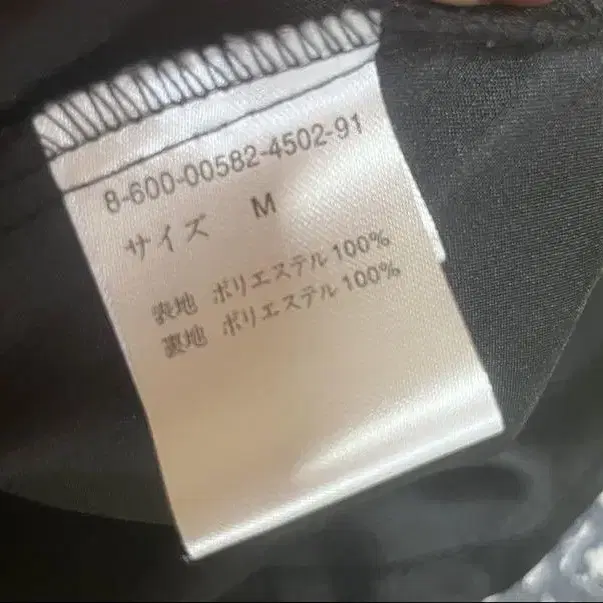 8-600-00582-4502-91
サイズ M
表地 ポリエステル100%
裏地 ポリエステル100%